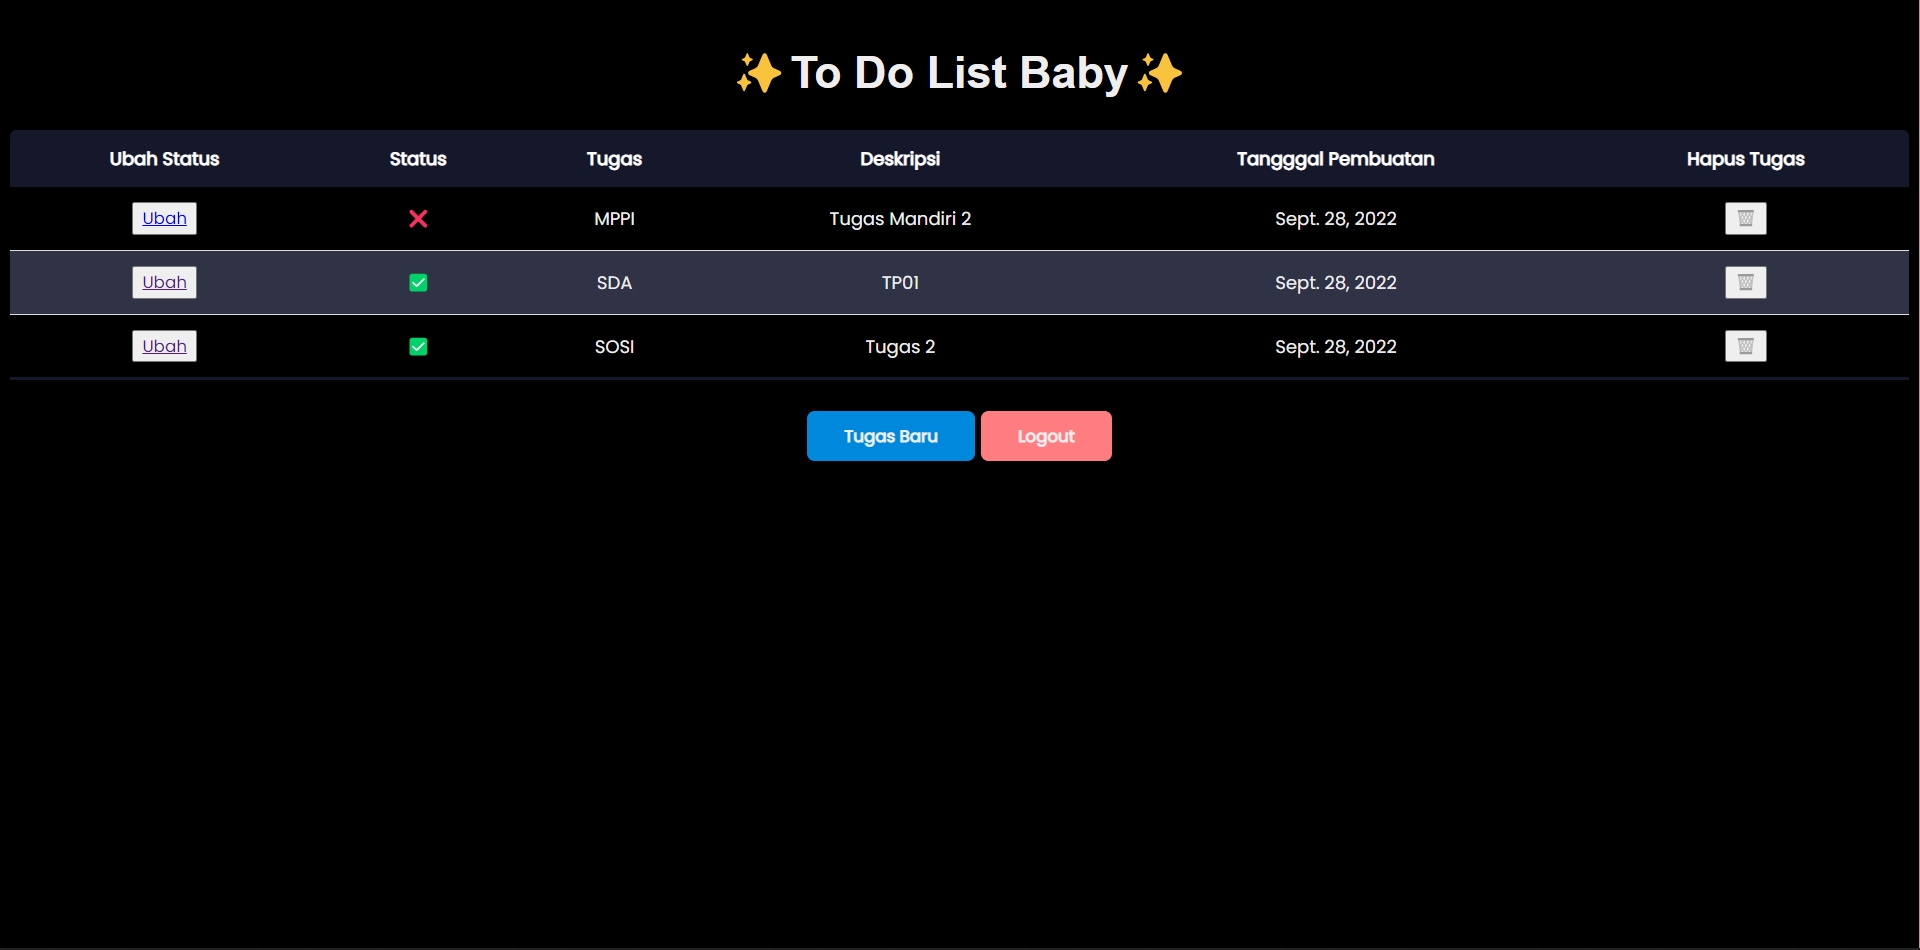 ✨To Do List Baby✨
Ubah Status Status Tugas Deskripsi Tangggal Pembuatan Hapus Tugas
Ubah ❌ MPPI Tugas Mandiri 2 Sept. 28, 2022
Ubah ✅ SDA TP01 Sept. 28, 2022
Ubah ✅ SOSI Tugas 2 Sept. 28, 2022
Tugas Baru Logout